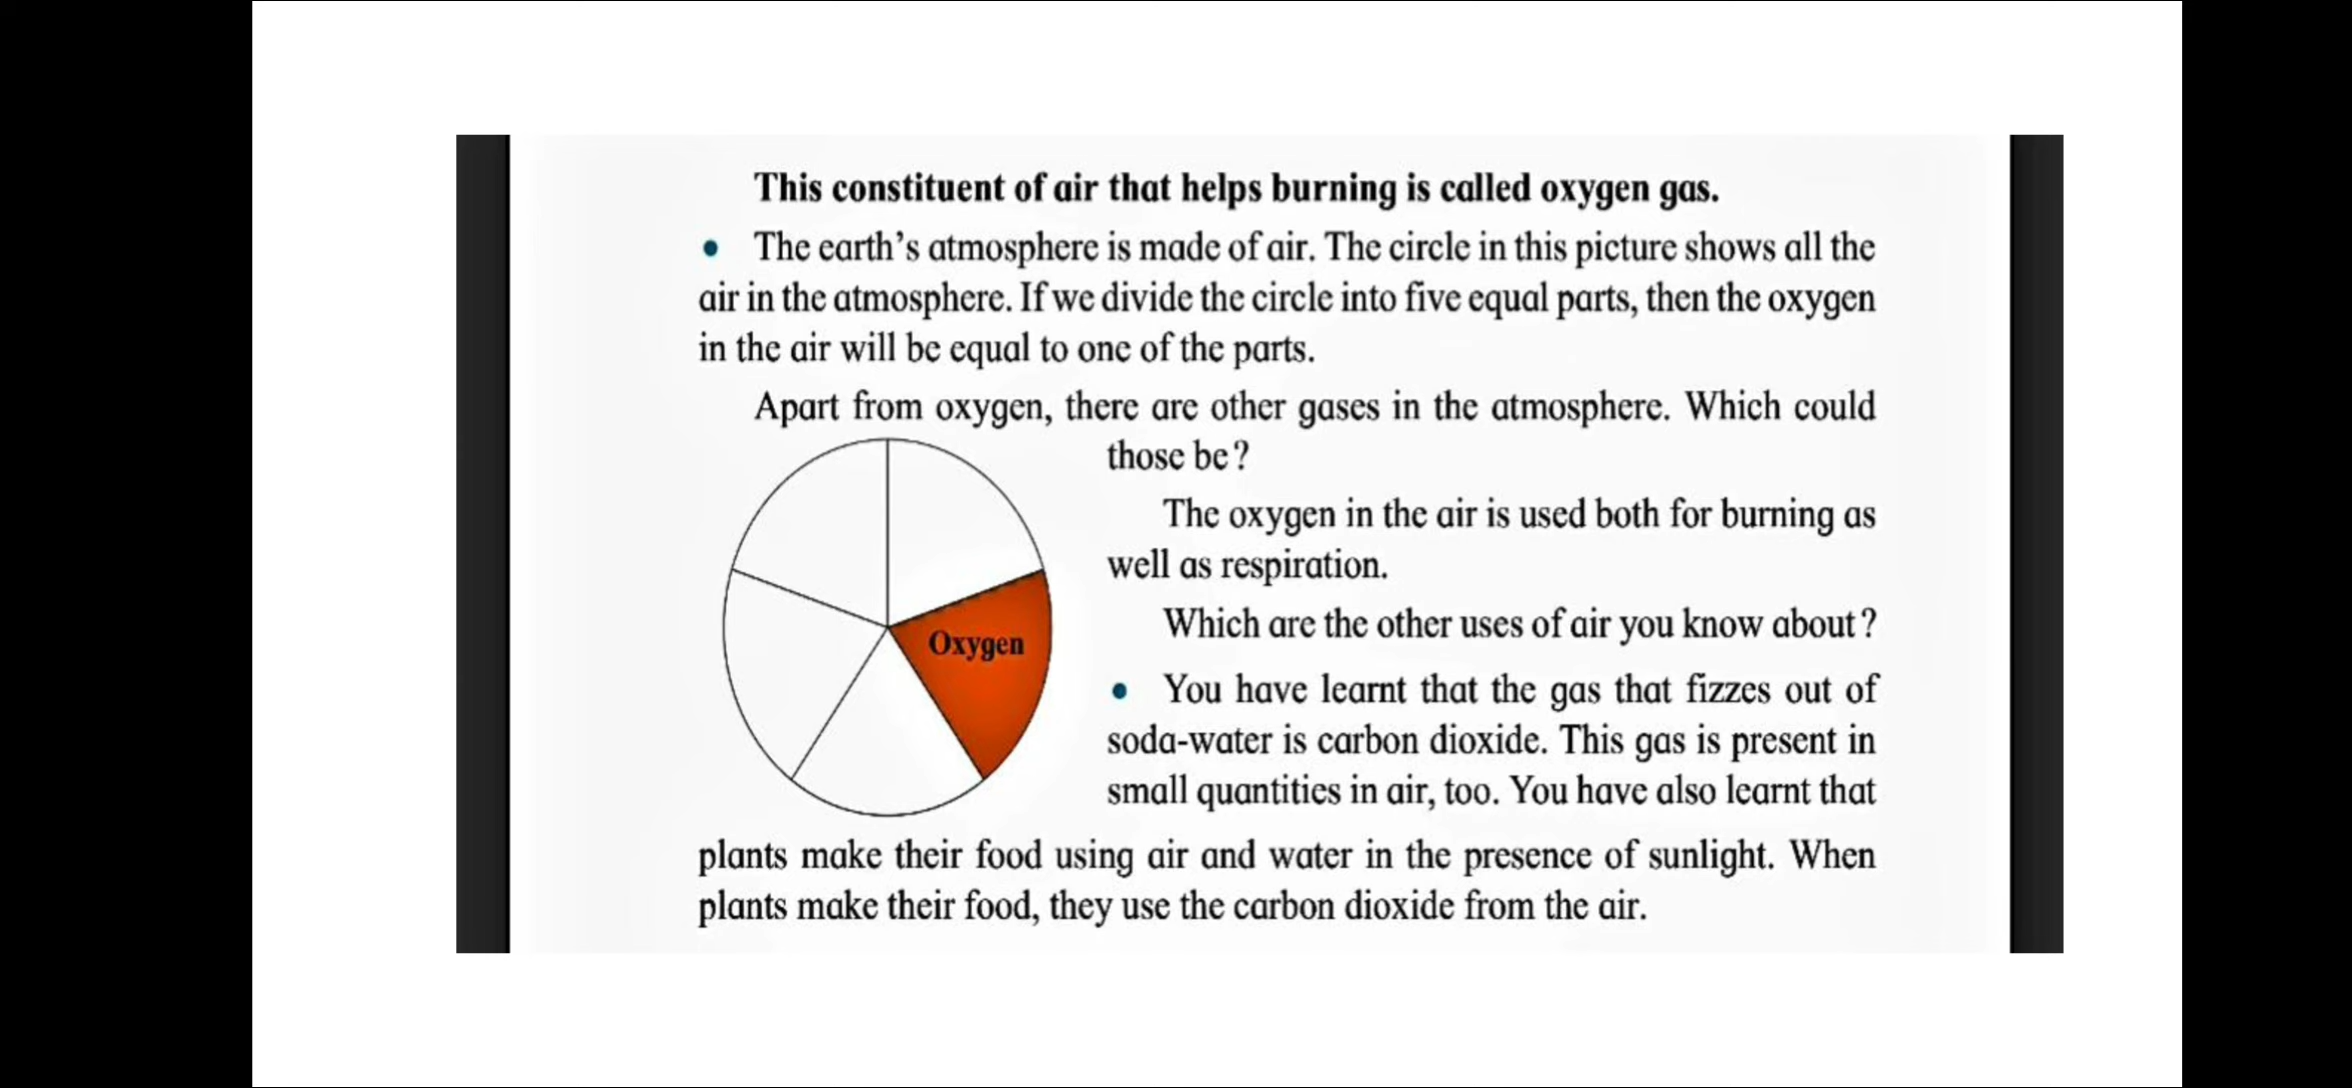 This constituent of air that helps burning is called oxygen gas.
• The earth's atmosphere is made of air. The circle in this picture shows all the
air in the atmosphere. If we divide the circle into five equal parts, then the oxygen
in the air will be equal to one of the parts.
Apart from oxygen, there are other gases in the atmosphere. Which could
those be?
The oxygen in the air is used both for burning as
well as respiration.
Which are the other uses of air you know about?
Oxygen
• You have learnt that the gas that fizzes out of
soda-water is carbon dioxide. This gas is present in
small quantities in air, too. You have also learnt that
plants make their food using air and water in the presence of sunlight. When
plants make their food, they use the carbon dioxide from the air.